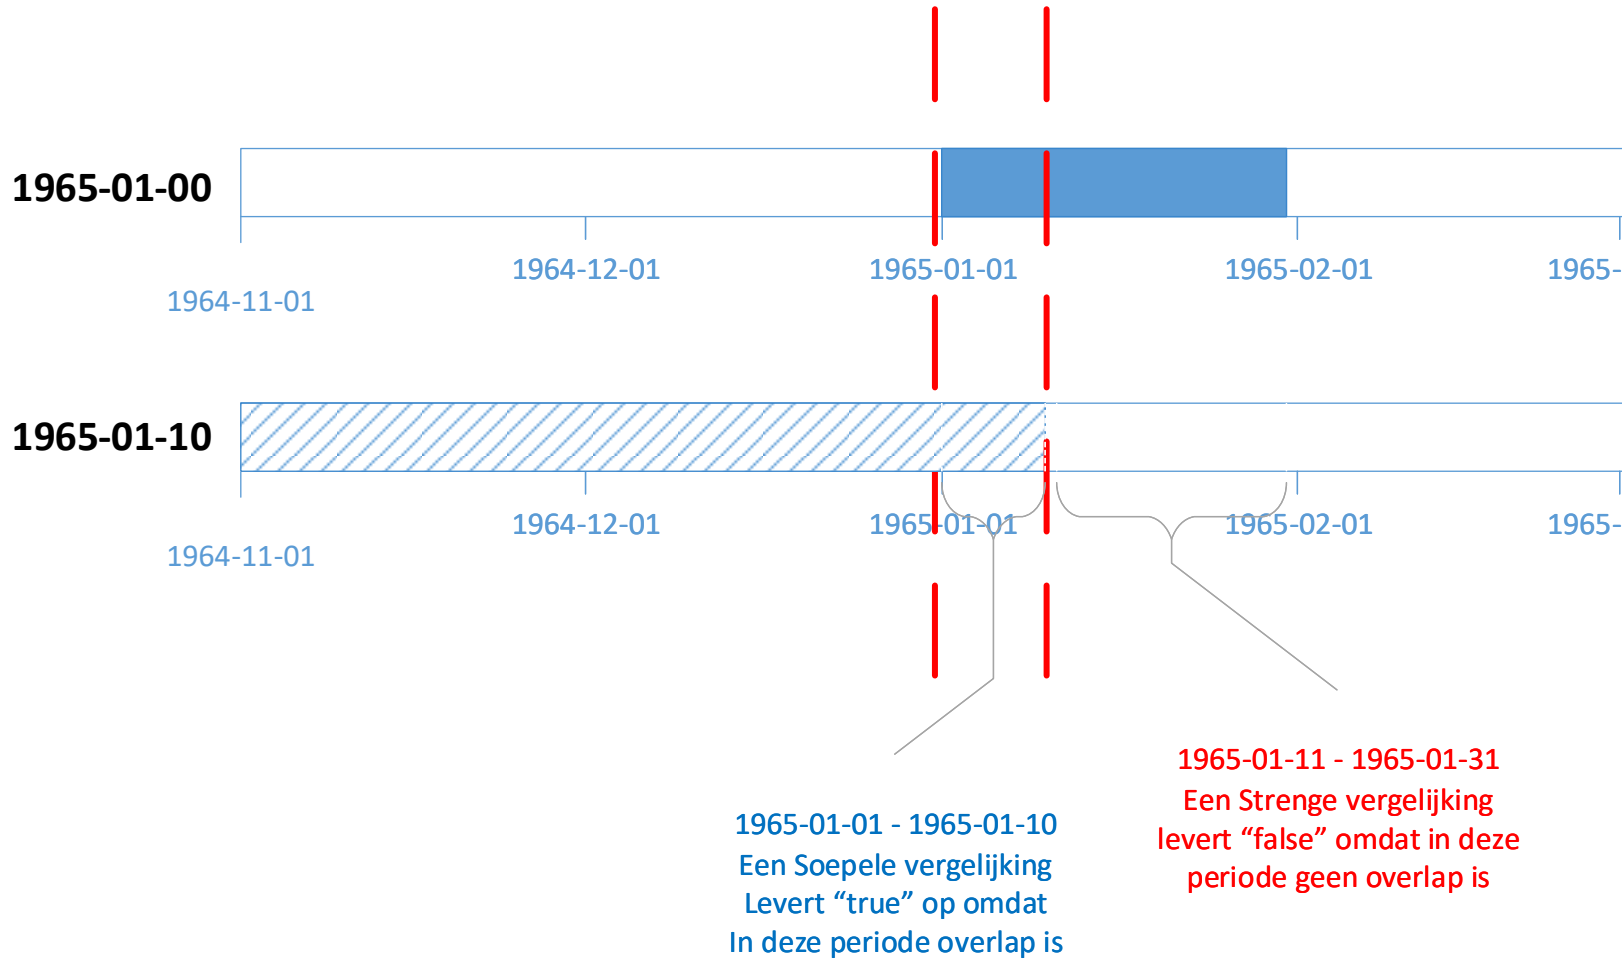 1965-01-00
1964-12-01
1965-01-01
1965-02-01
1965-
1964-11-01
1965-01-10
1964-12-01
1965-01-01
1965-02-01
1965-
1964-11-01
1965-01-11 - 1965-01-31
Een Strenge vergelijking
levert “false” omdat in deze
periode geen overlap is
1965-01-01 - 1965-01-10
Een Soepele vergelijking
Levert “true” op omdat
In deze periode overlap is